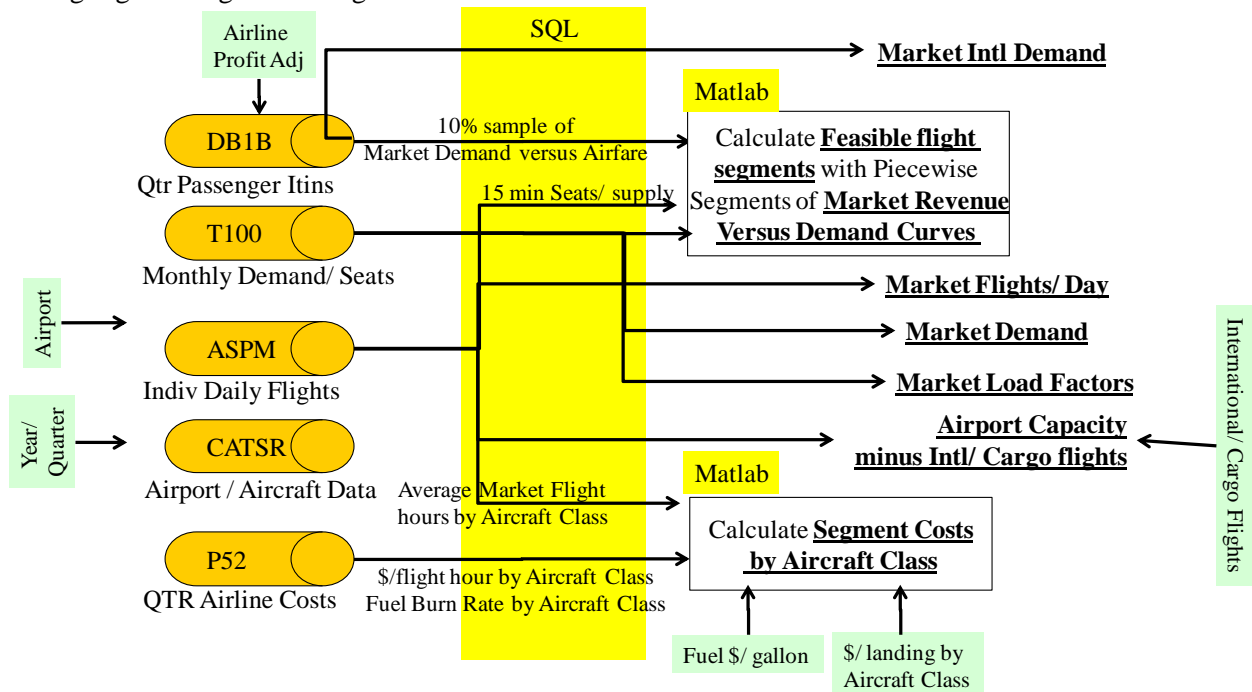 Airline
Profit Adj
SQL
Market Intl Demand
Matlab
DB1B
10% sample of
Market Demand versus Airfare
Calculate Feasible flight
segments with Piecewise
Segments of Market Revenue
Versus Demand Curves
Qtr Passenger Itins
15 min Seats/ supply
T100
Monthly Demand/ Seats
Market Flights/ Day
Airport
Market Demand
ASPM
Indiv Daily Flights
Market Load Factors
International/ Cargo Flights
Year/
Quarter
CATSR
Airport / Aircraft Data
Airport Capacity
minus Intl/ Cargo flights
Average Market Flight
hours by Aircraft Class
Matlab
Calculate Segment Costs
by Aircraft Class
P52
QTR Airline Costs
$/flight hour by Aircraft Class
Fuel Burn Rate by Aircraft Class
Fuel $/ gallon
$/ landing by
Aircraft Class